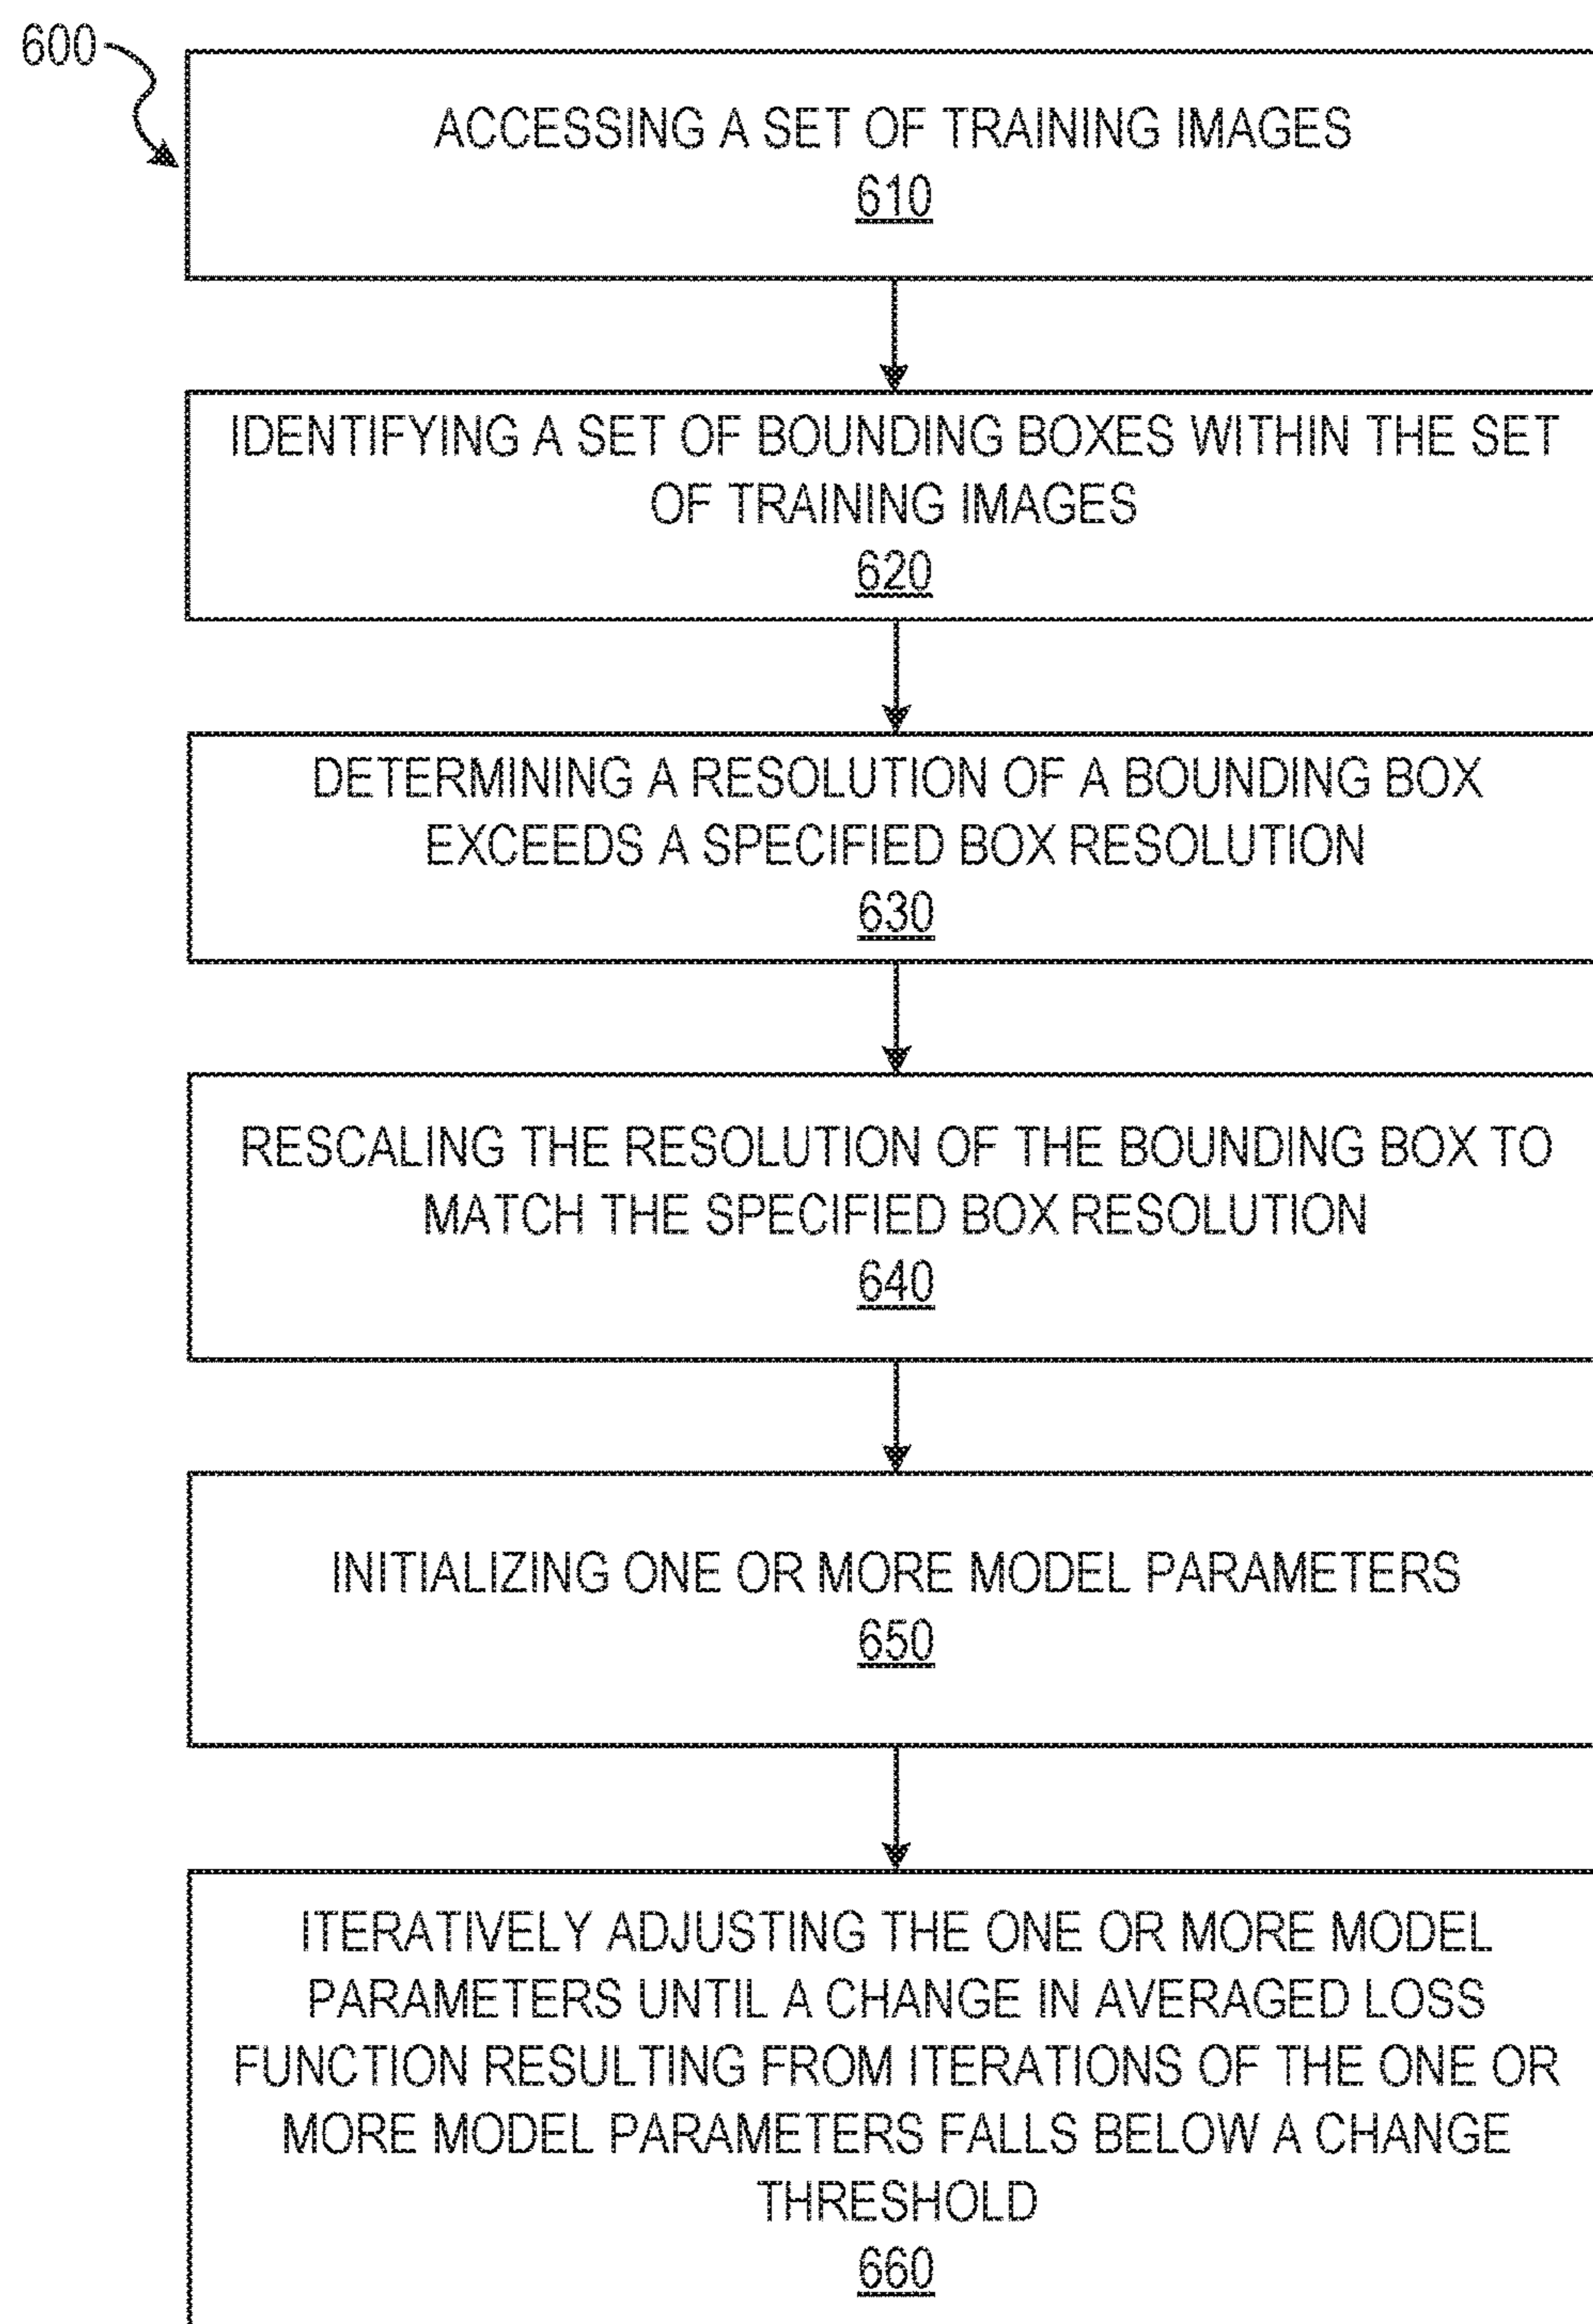 600
ACCESSING A SET OF TRAINING IMAGES
610
IDENTIFYING A SET OF BOUNDING BOXES WITHIN THE SET
OF TRAINING IMAGES
620
DETERMINING A RESOLUTION OF A BOUNDING BOX
EXCEEDS A SPECIFIED BOX RESOLUTION
630
RESCALING THE RESOLUTION OF THE BOUNDING BOX TO
MATCH THE SPECIFIED BOX RESOLUTION
640
INITIALIZING ONE OR MORE MODEL PARAMETERS
650
ITERATIVELY ADJUSTING THE ONE OR MORE MODEL
PARAMETERS UNTIL A CHANGE IN AVERAGED LOSS
FUNCTION RESULTING FROM ITERATIONS OF THE ONE OR
MORE MODEL PARAMETERS FALLS BELOW A CHANGE
THRESHOLD
660